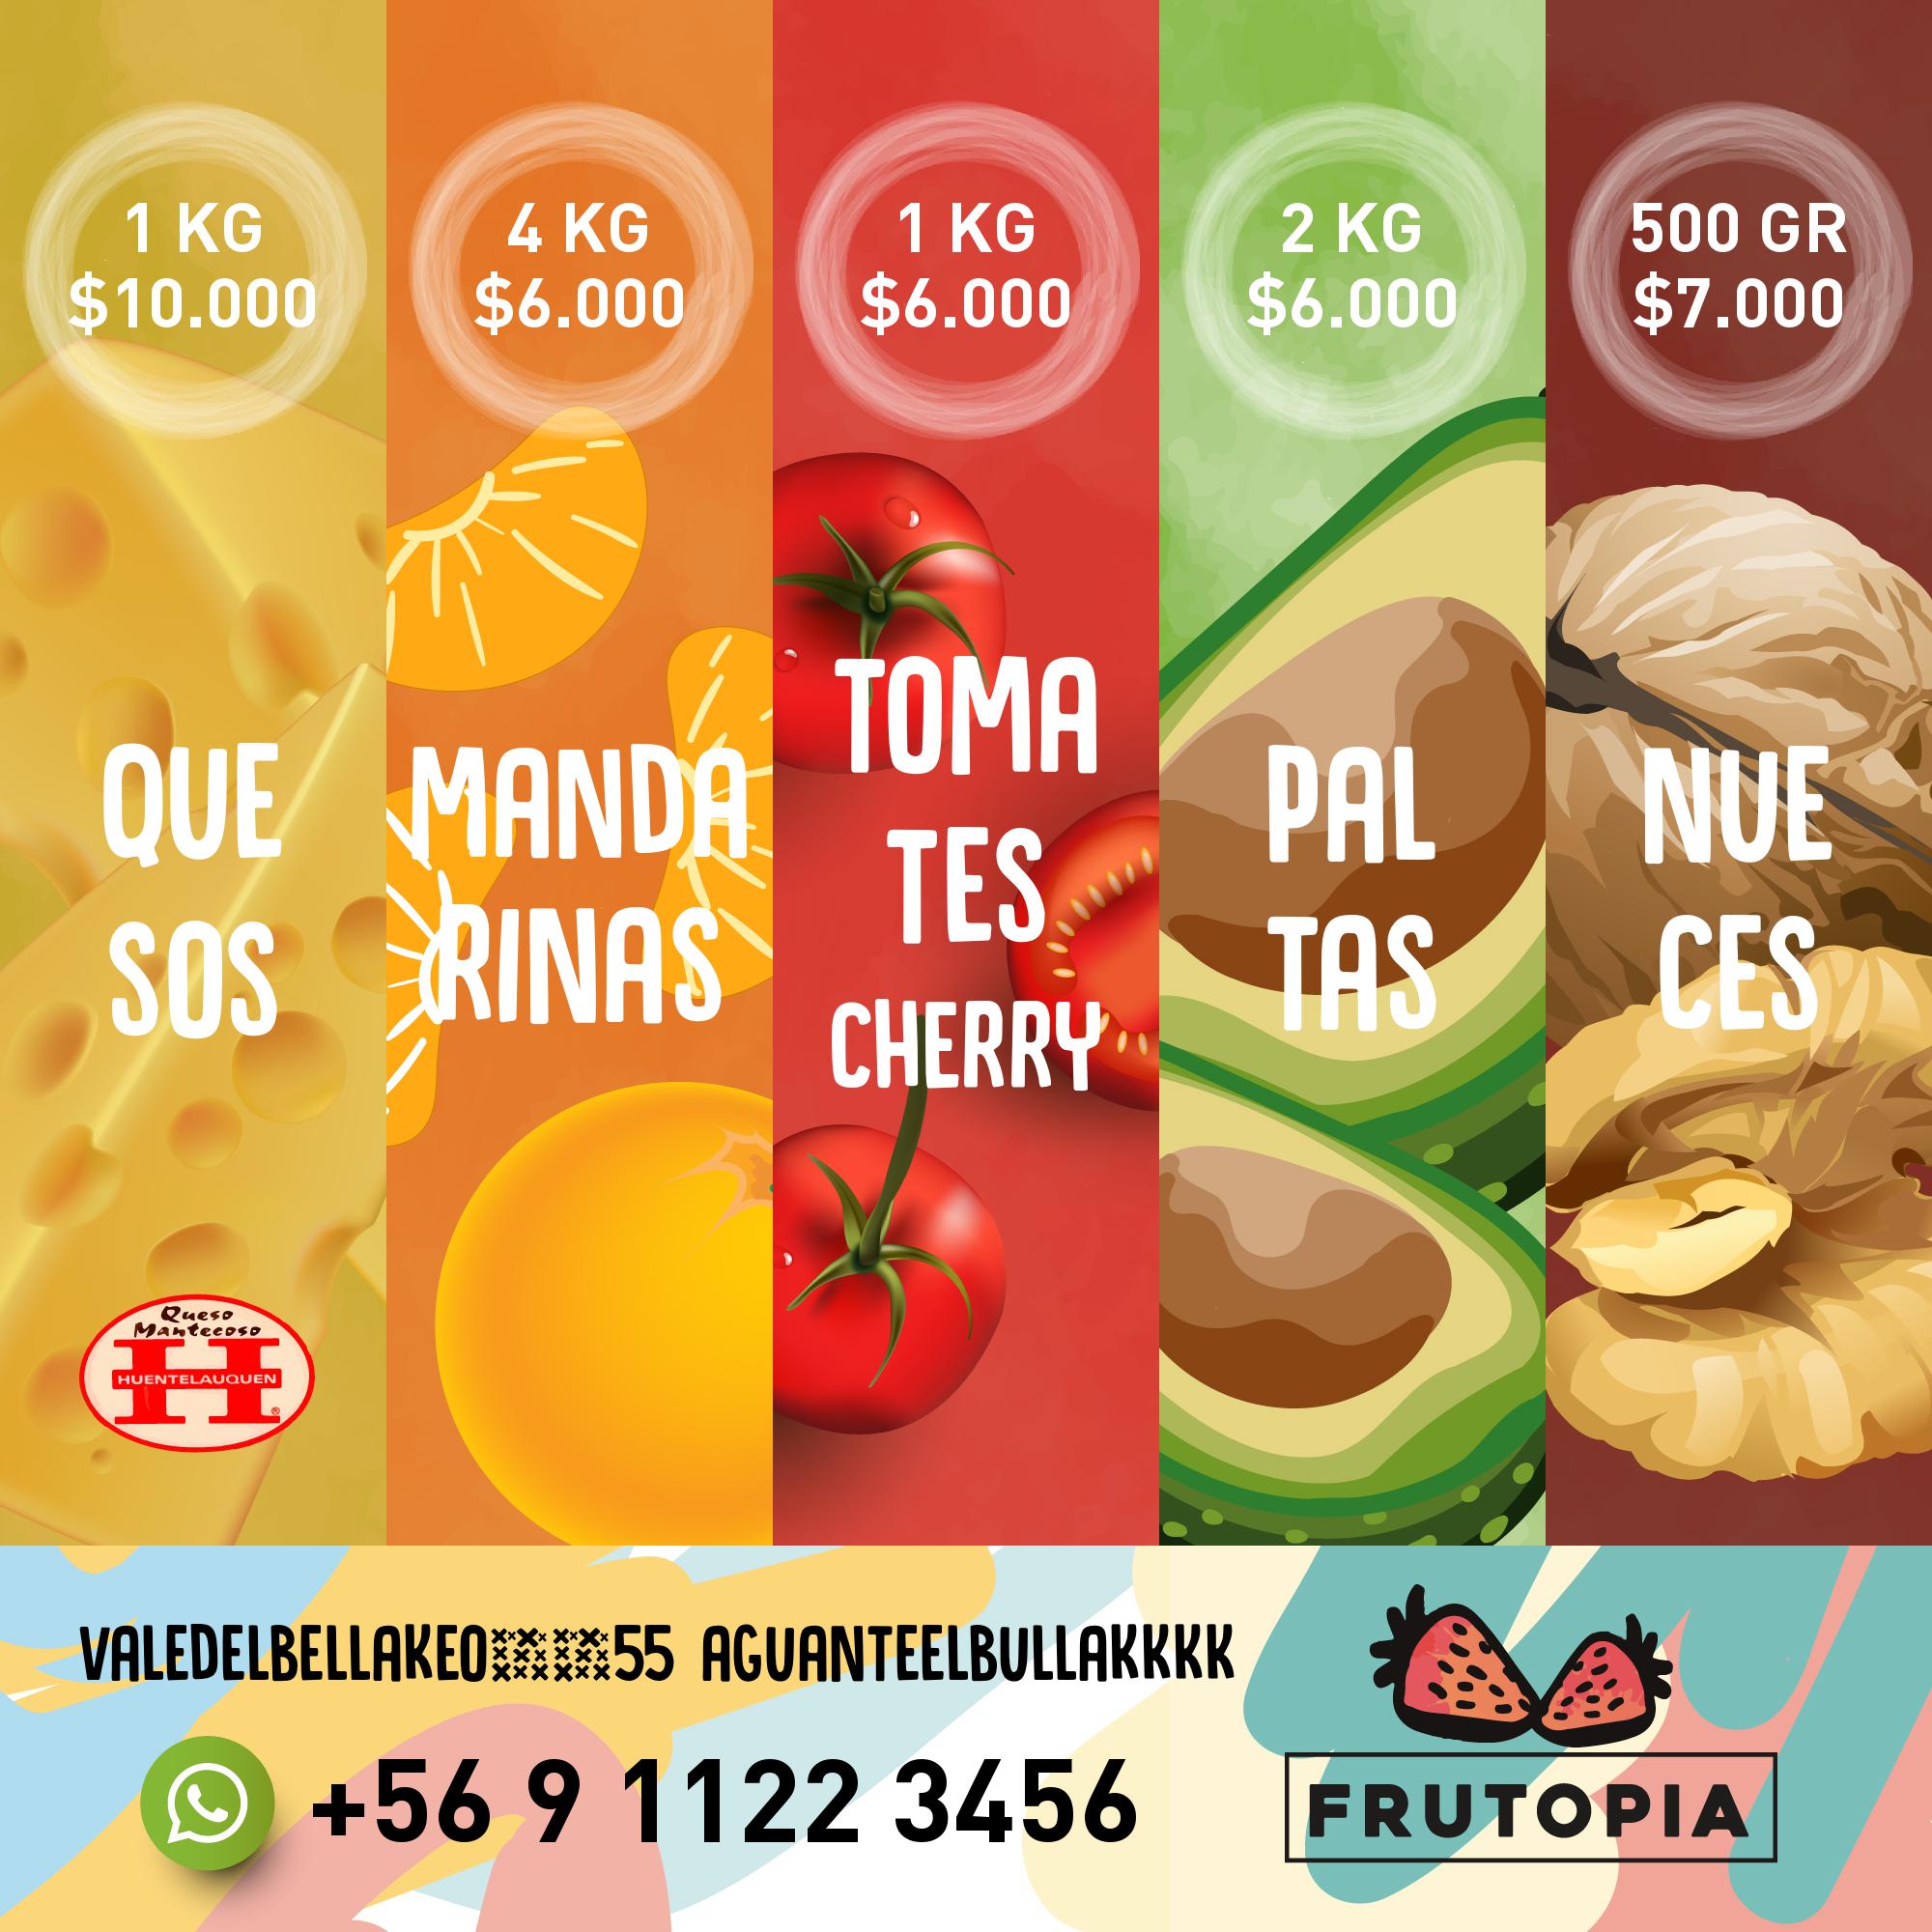 1 KG
$10.000
4 KG
$6.000
1 KG
$6.000
2 KG
$6.000
500 GR
$7.000
QUE
SOS
MANDA
RINAS
TOMA
TES
CHERRY
PAL
TAS
NUE
CES
Queso
Mantecoso
H
HUENTELAUQUEN
®
VALEDELBELLAKEO 55 AGUANTEELBULLAKKKK
+56 9 1122 3456
FRUTOPIA